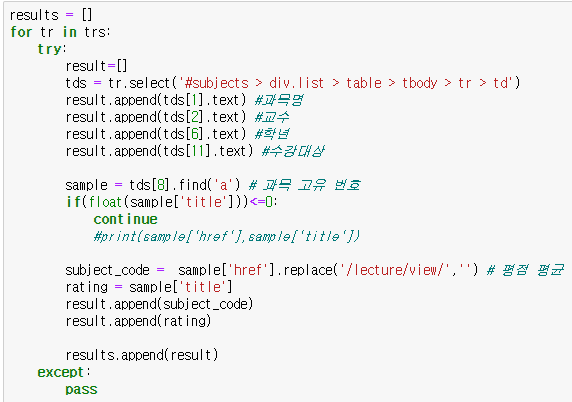 results = []
for tr in trs:
    try:
        result=[]
        tds = tr.select('#subjects > div.list > table > tbody > tr > td')
        result.append(tds[1].text) #과목명
        result.append(tds[2].text) #교수
        result.append(tds[6].text) #학년
        result.append(tds[11].text) #수강대상

        sample = tds[8].find('a') # 과목 고유 번호
        if(float(sample['title']))<=0:
            continue
            #print(sample['href'],sample['title'])

        subject_code =  sample['href'].replace('/lecture/view/','') # 평점 평균
        rating = sample['title']
        result.append(subject_code)
        result.append(rating)

        results.append(result)
    except:
        pass